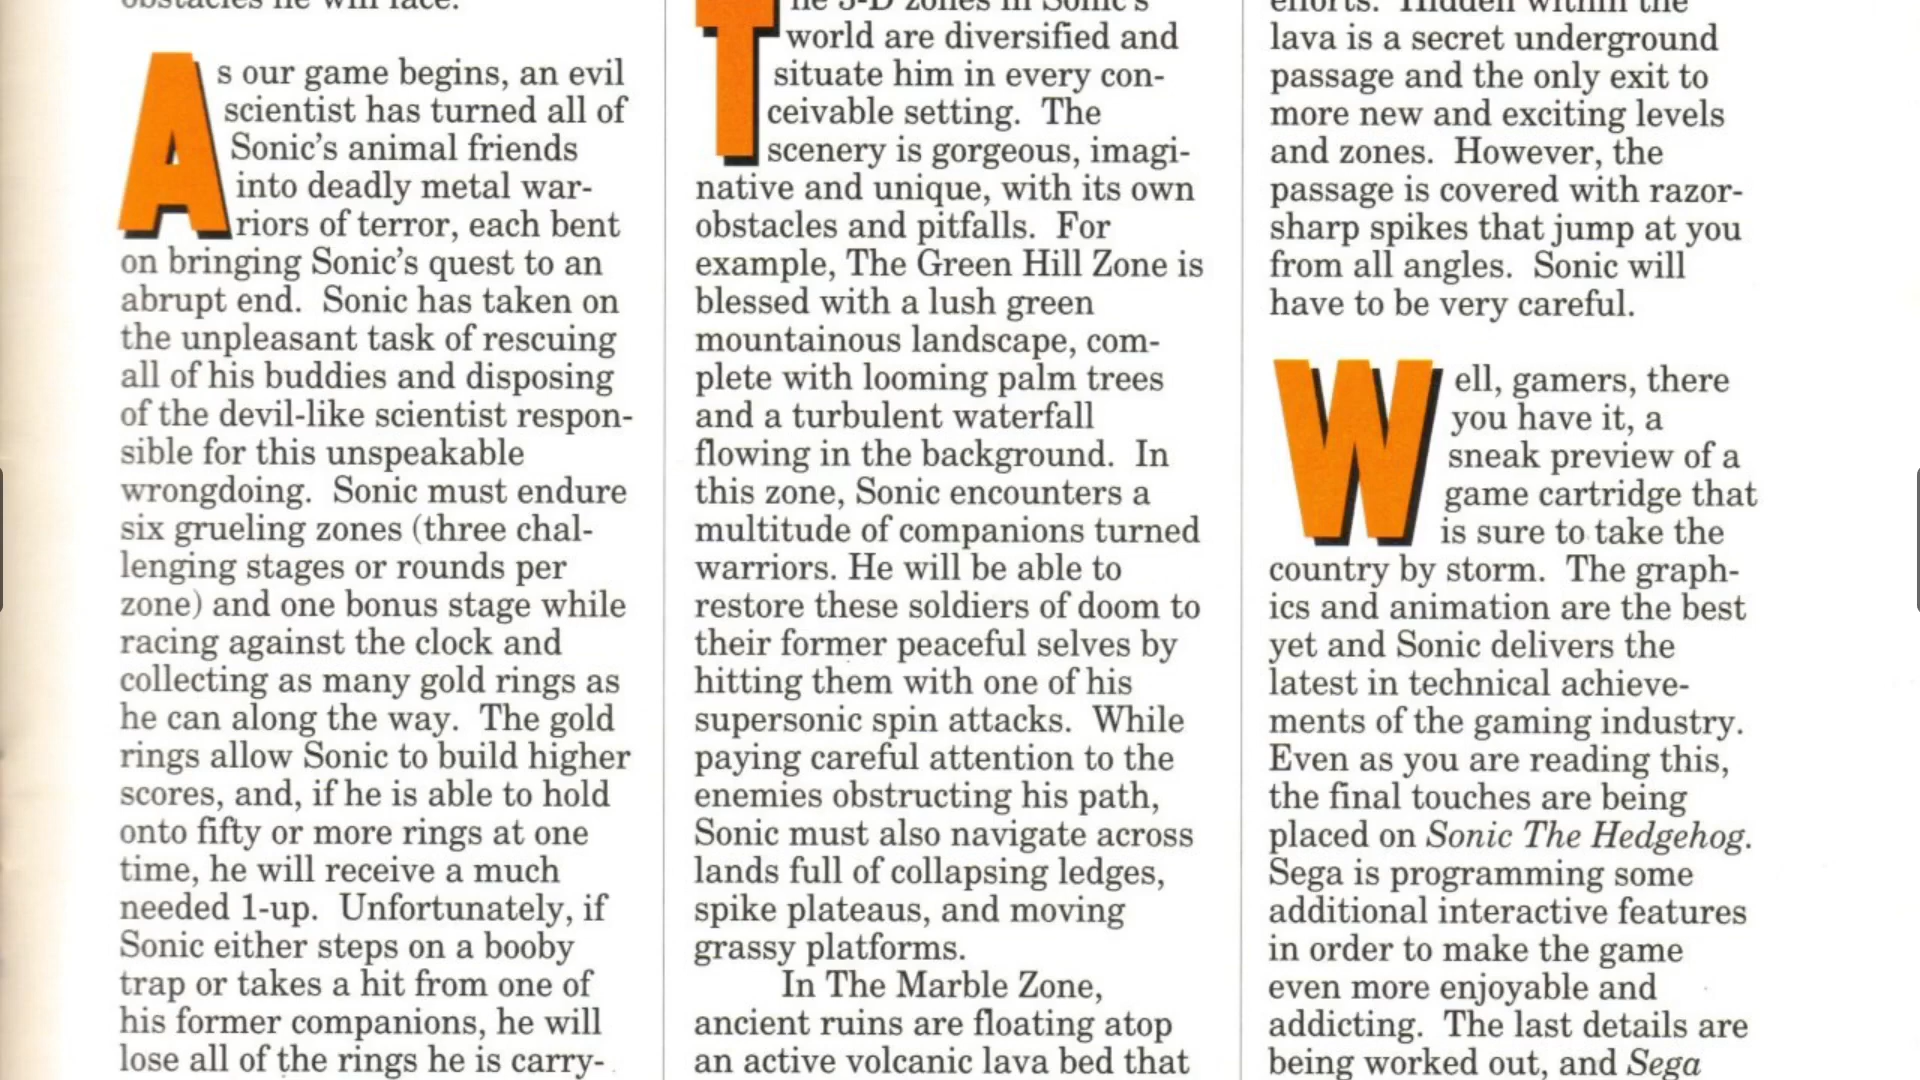 obstacles he will face.
As our game begins, an evil
scientist has turned all of
Sonic's animal friends
into deadly metal war-
riors of terror, each bent
on bringing Sonic's quest to an
abrupt end.  Sonic has taken on
the unpleasant task of rescuing
all of his buddies and disposing
of the devil-like scientist respon-
sible for this unspeakable
wrongdoing.  Sonic must endure
six grueling zones (three chal-
lenging stages or rounds per
zone) and one bonus stage while
racing against the clock and
collecting as many gold rings as
he can along the way.  The gold
rings allow Sonic to build higher
scores, and, if he is able to hold
onto fifty or more rings at one
time, he will receive a much
needed 1-up.  Unfortunately, if
Sonic either steps on a booby
trap or takes a hit from one of
his former companions, he will
lose all of the rings he is carry-
The 3-D zones in Sonic's
world are diversified and
situate him in every con-
ceivable setting.  The
scenery is gorgeous, imagi-
native and unique, with its own
obstacles and pitfalls.  For
example, The Green Hill Zone is
blessed with a lush green
mountainous landscape, com-
plete with looming palm trees
and a turbulent waterfall
flowing in the background.  In
this zone, Sonic encounters a
multitude of companions turned
warriors. He will be able to
restore these soldiers of doom to
their former peaceful selves by
hitting them with one of his
supersonic spin attacks.  While
paying careful attention to the
enemies obstructing his path,
Sonic must also navigate across
lands full of collapsing ledges,
spike plateaus, and moving
grassy platforms.
In The Marble Zone,
ancient ruins are floating atop
an active volcanic lava bed that
efforts.  Hidden within the
lava is a secret underground
passage and the only exit to
more new and exciting levels
and zones.  However, the
passage is covered with razor-
sharp spikes that jump at you
from all angles.  Sonic will
have to be very careful.
Well, gamers, there
you have it, a
sneak preview of a
game cartridge that
is sure to take the
country by storm.  The graph-
ics and animation are the best
yet and Sonic delivers the
latest in technical achieve-
ments of the gaming industry.
Even as you are reading this,
the final touches are being
placed on Sonic The Hedgehog.
Sega is programming some
additional interactive features
in order to make the game
even more enjoyable and
addicting.  The last details are
being worked out, and Sega